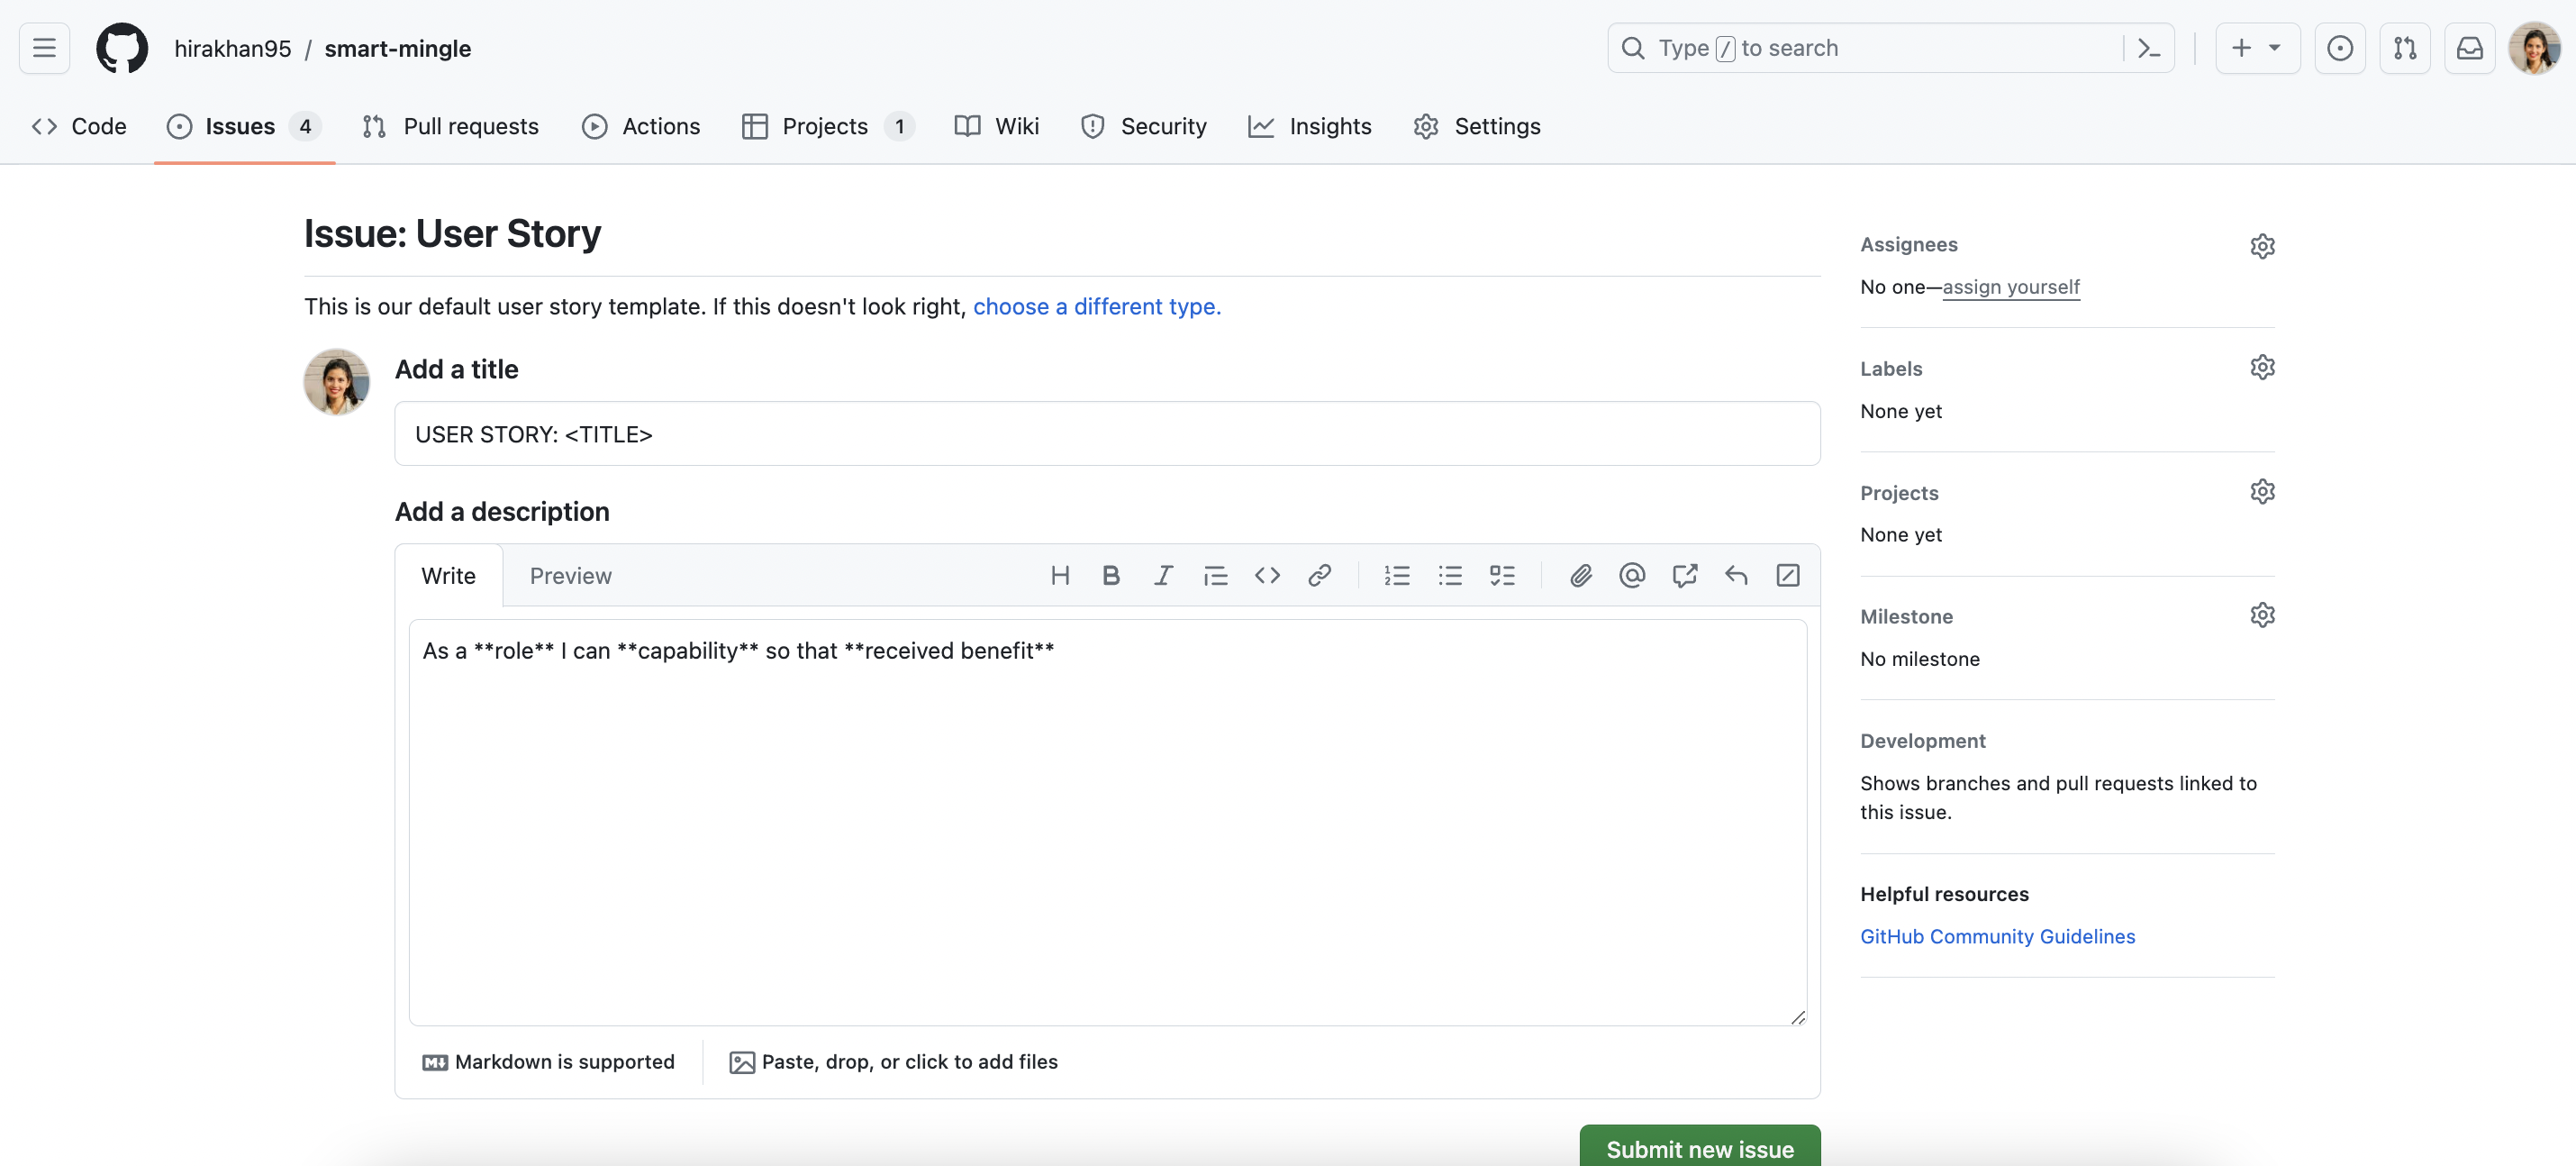 hirakhan95 / smart-mingle
Type / to search
Code Issues 4 Pull requests Actions Projects 1 Wiki Security Insights Settings
Issue: User Story
This is our default user story template. If this doesn't look right, choose a different type.
Add a title
USER STORY: <TITLE>
Add a description
Write Preview
As a **role** I can **capability** so that **received benefit**
Markdown is supported
Paste, drop, or click to add files
Submit new issue
Assignees
No one—assign yourself
Labels
None yet
Projects
None yet
Milestone
No milestone
Development
Shows branches and pull requests linked to
this issue.
Helpful resources
GitHub Community Guidelines